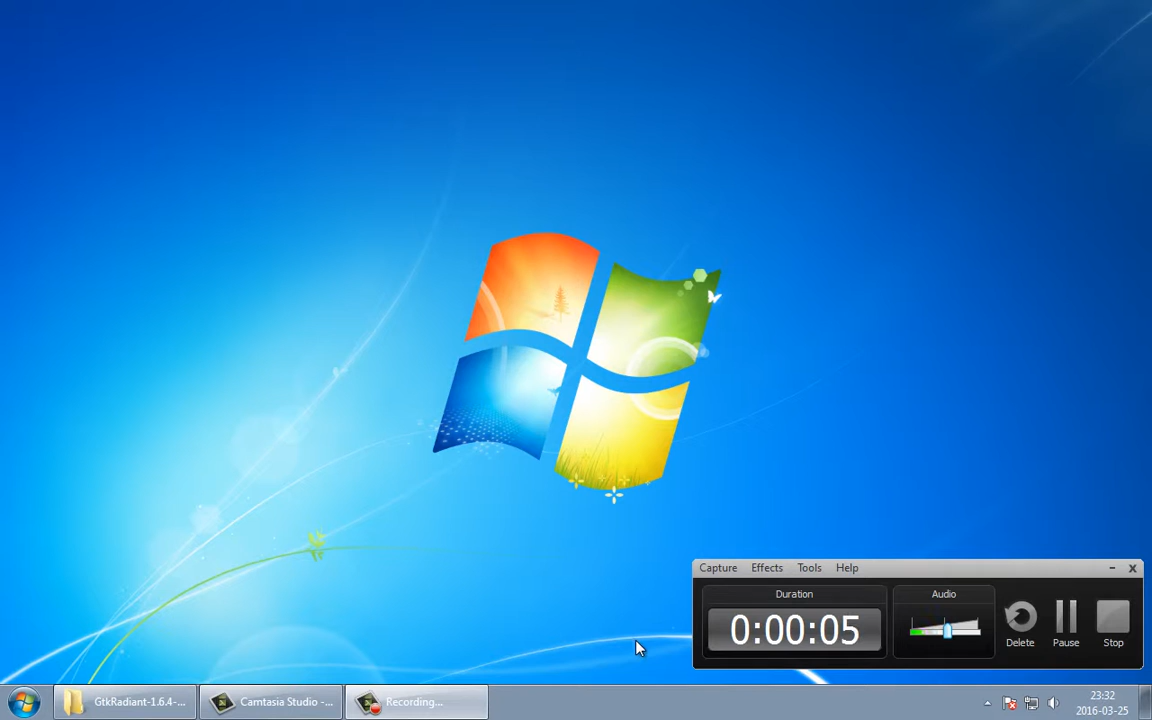 Capture Effects Tools Help
Duration
Audio
0:00:05
Delete Pause Stop
GtkRadiant-1.6.4-...
Camtasia Studio -...
Recording...
23:32
2016-03-25